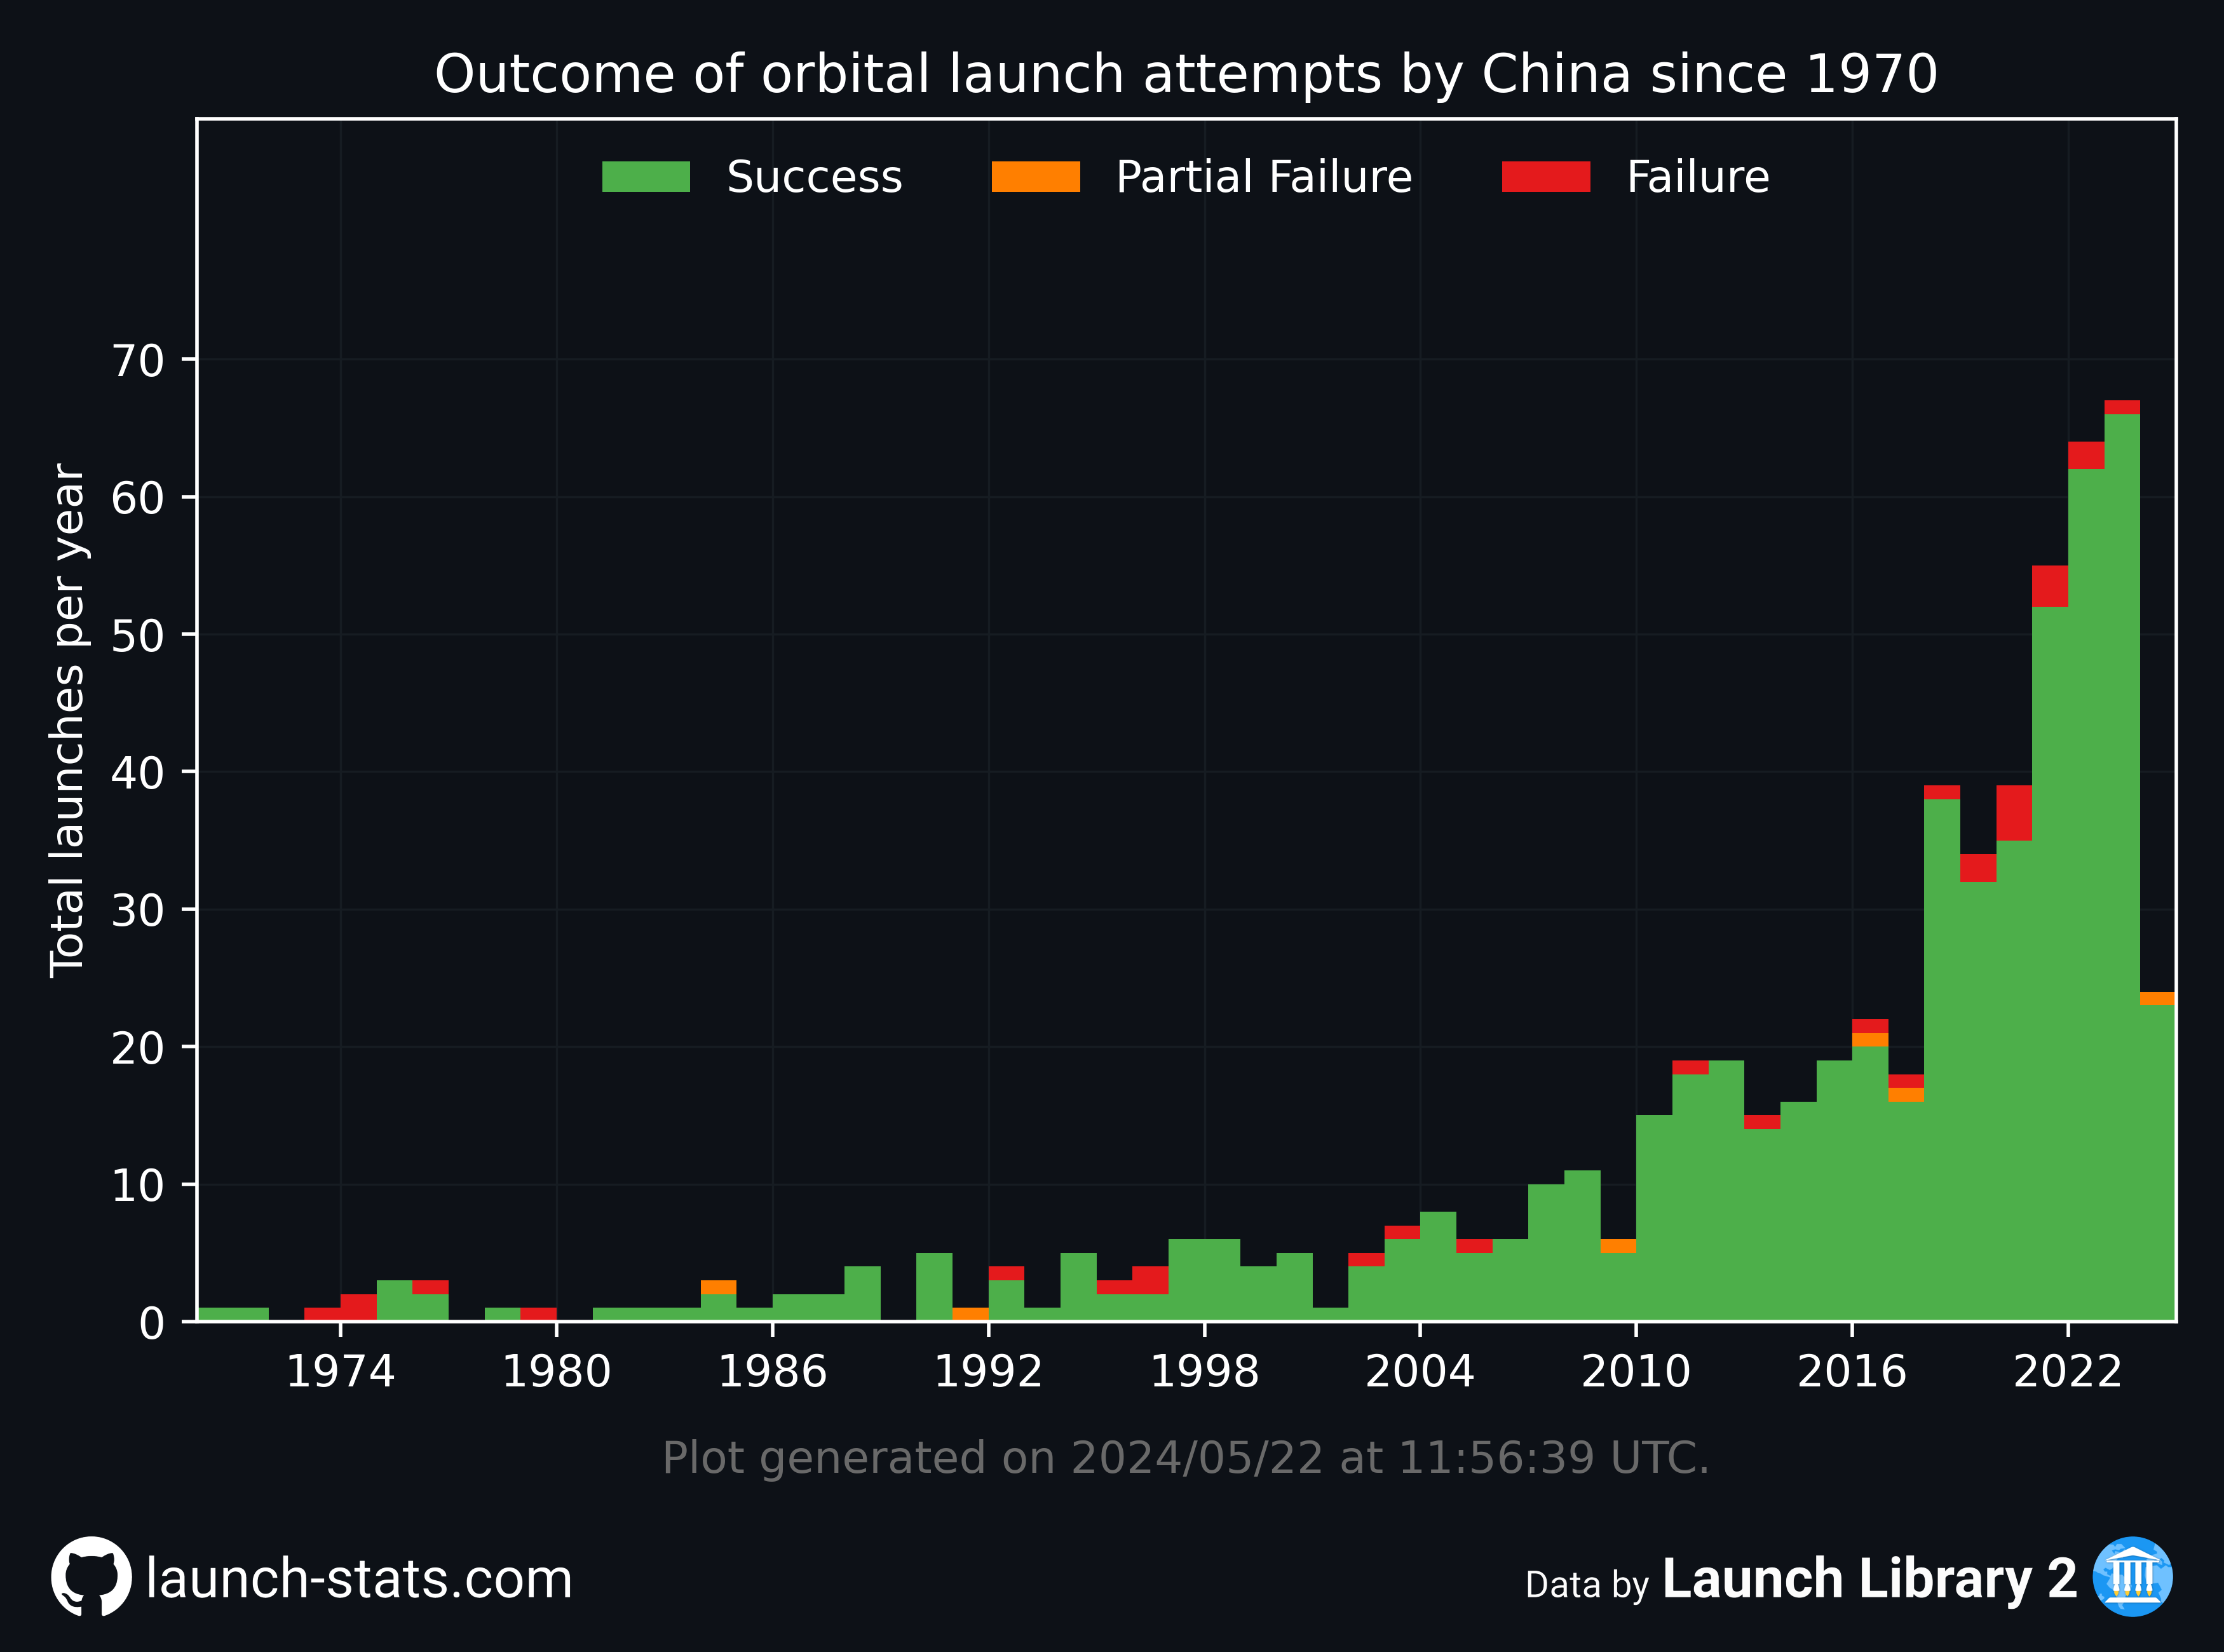 Outcome of orbital launch attempts by China since 1970
Success Partial Failure Failure
Total launches per year
70
60
50
40
30
20
10
0
1974 1980 1986 1992 1998 2004 2010 2016 2022
Plot generated on 2024/05/22 at 11:56:39 UTC.
launch-stats.com
Data by Launch Library 2